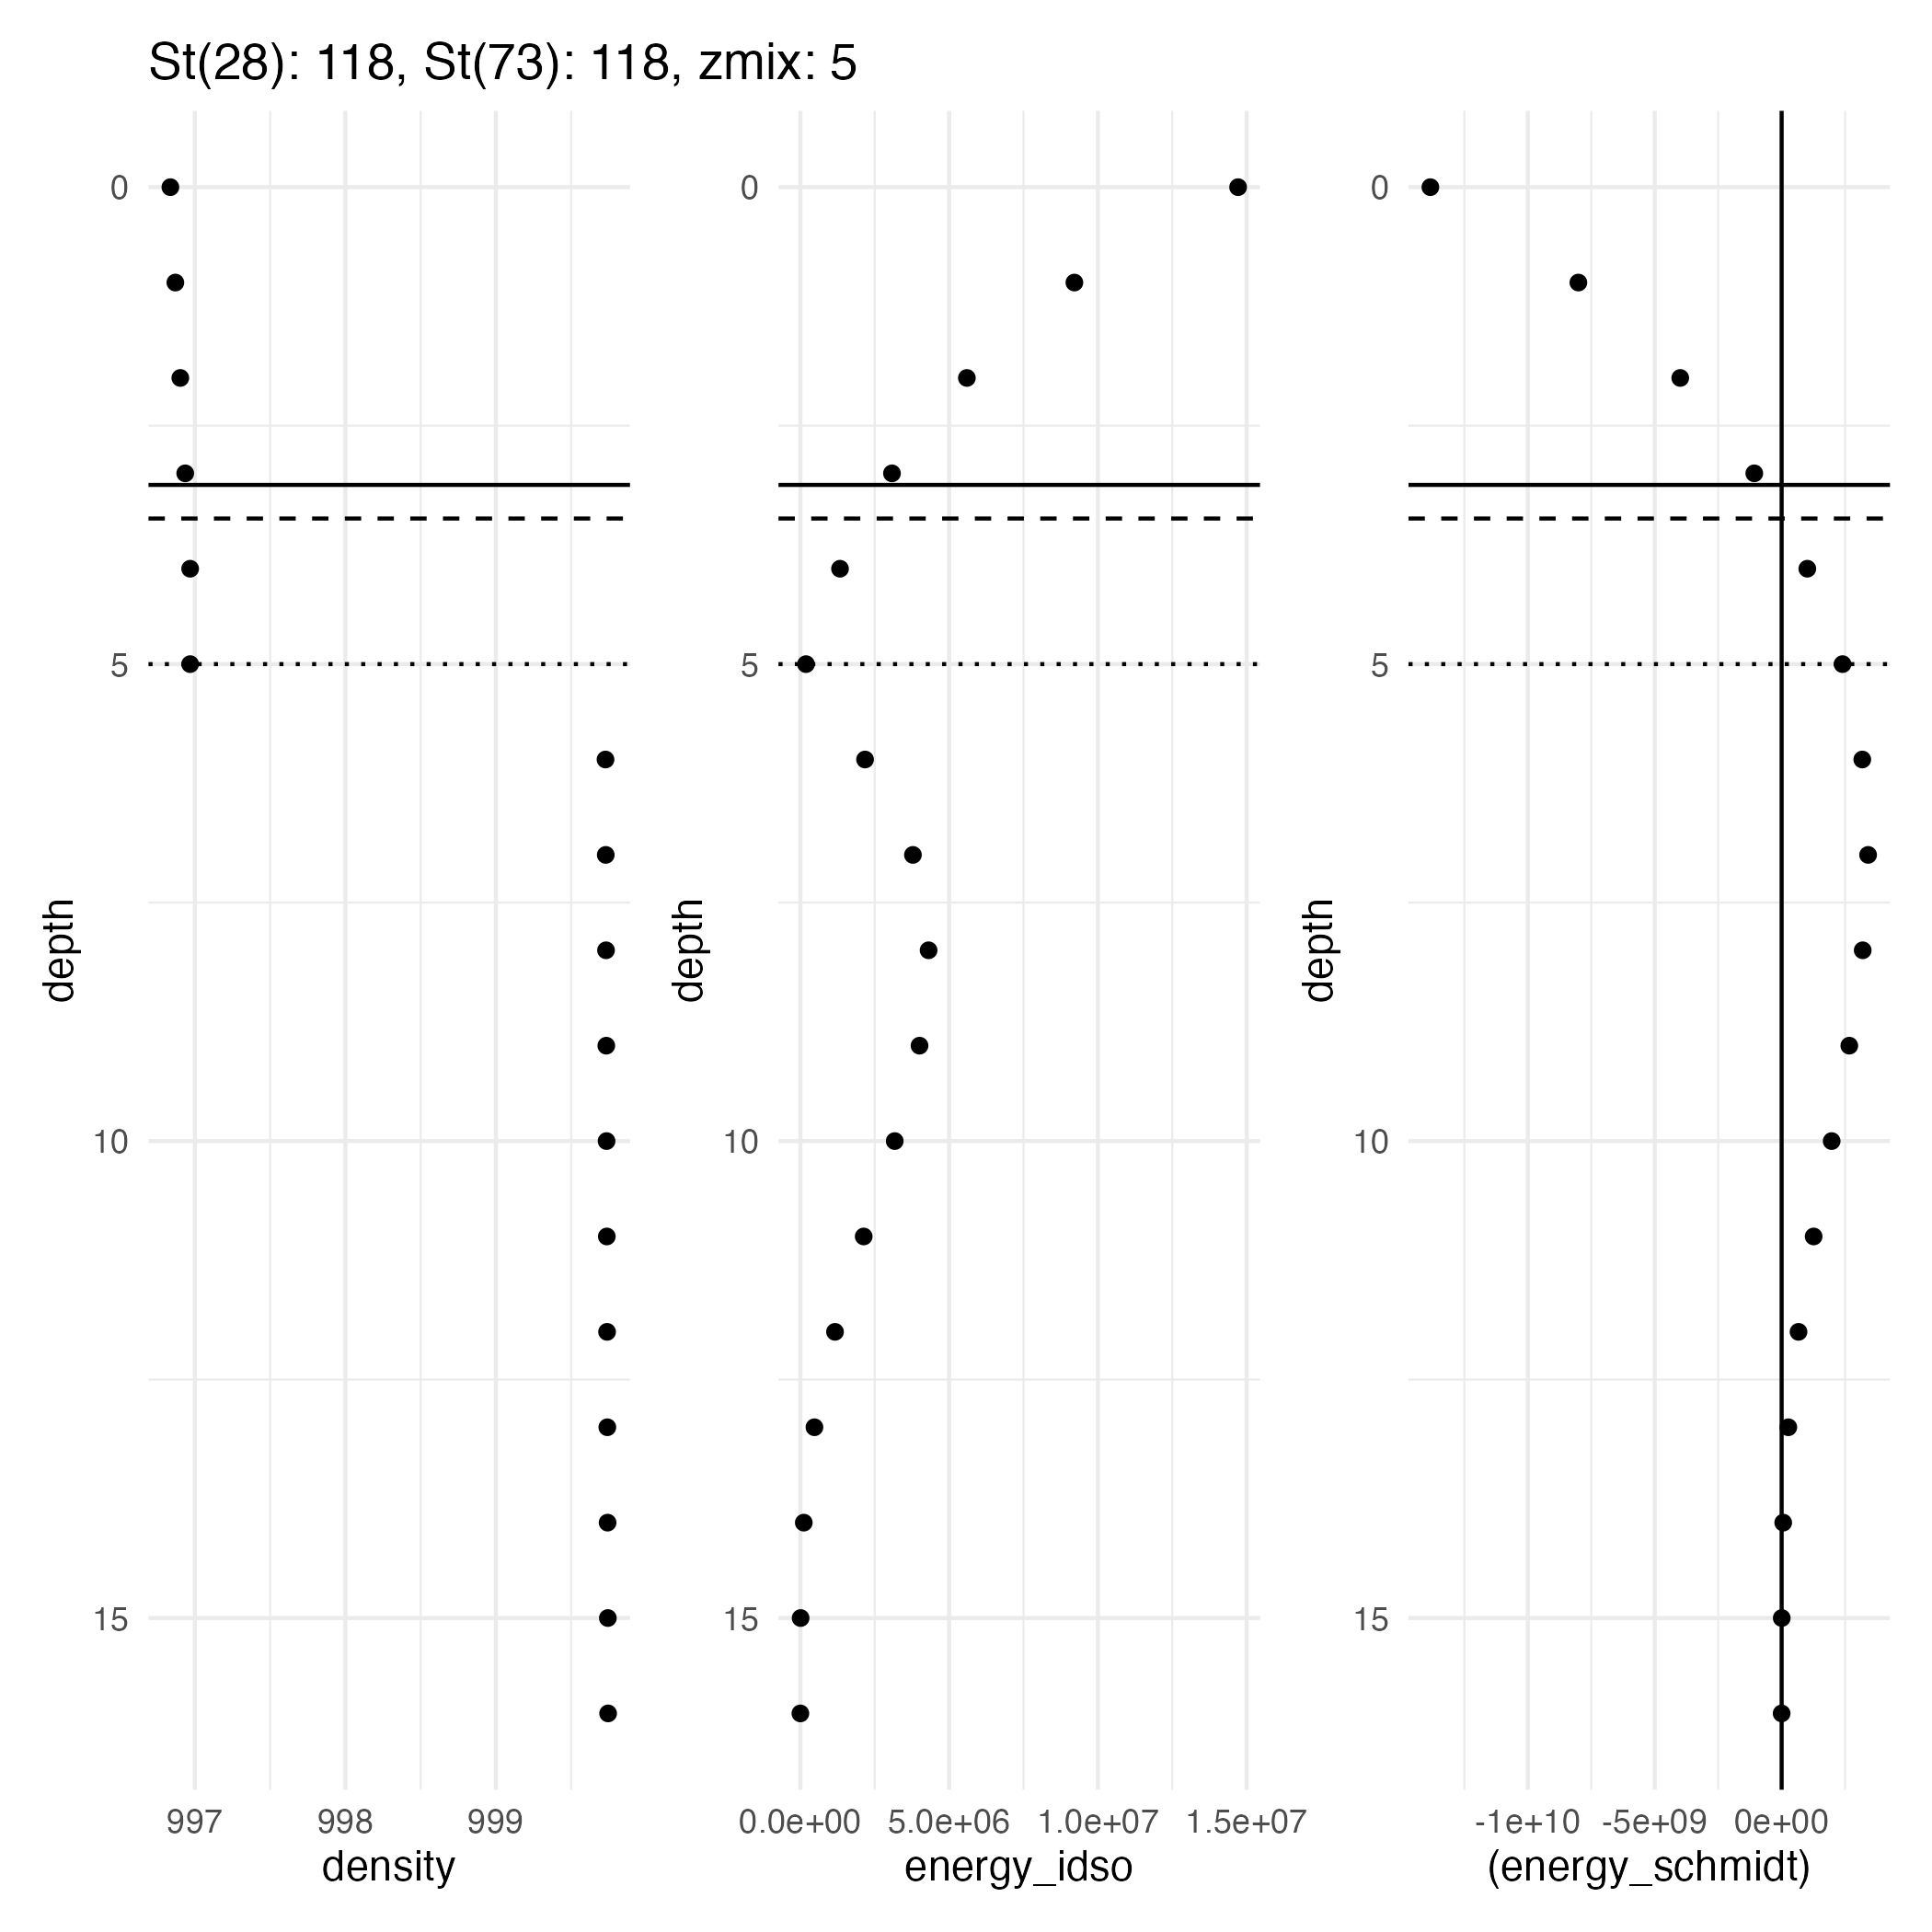 St(28): 118, St(73): 118, zmix: 5
0
5
10
15
depth
997 998 999
density
0
5
10
15
depth
0.0e+00 5.0e+06 1.0e+07 1.5e+07
energy_idso
0
5
10
15
depth
-1e+10 -5e+09 0e+00
(energy_schmidt)